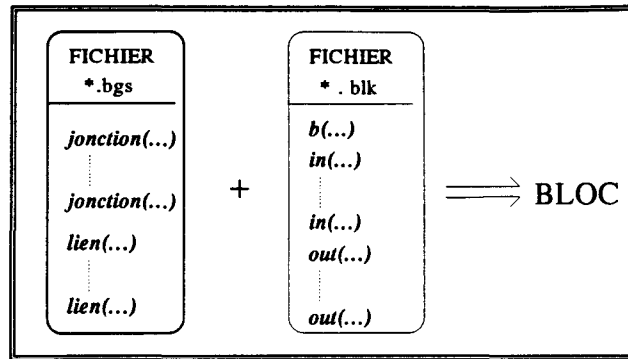 FICHIER
*.bgs
jonction(...)
jonction(...)
lien(...)
lien(...)
+
FICHIER
* . blk
b(...)
in(...)
in(...)
out(...)
out(...)
BLOC